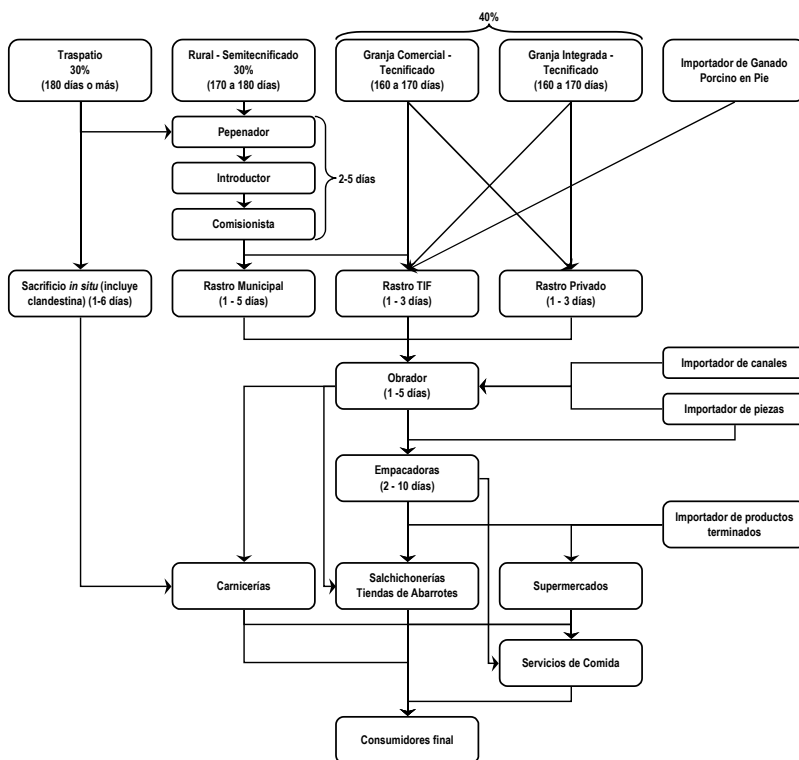 40%
Traspatio
30%
(180 días o más)
Rural - Semitecnificado
30%
(170 a 180 días)
Granja Comercial -
Tecnificado
(160 a 170 días)
Granja Integrada -
Tecnificado
(160 a 170 días)
Importador de Ganado
Porcino en Pie
Pepenador
Introductor
2-5 días
Comisionista
Sacrificio in situ (incluye
clandestina) (1-6 días)
Rastro Municipal
(1 - 5 días)
Rastro TIF
(1 - 3 días)
Rastro Privado
(1 - 3 días)
Importador de canales
Obrador
(1 -5 días)
Importador de piezas
Empacadoras
(2 - 10 días)
Importador de productos
terminados
Carnicerías
Salchichonerías
Tiendas de Abarrotes
Supermercados
Servicios de Comida
Consumidores final